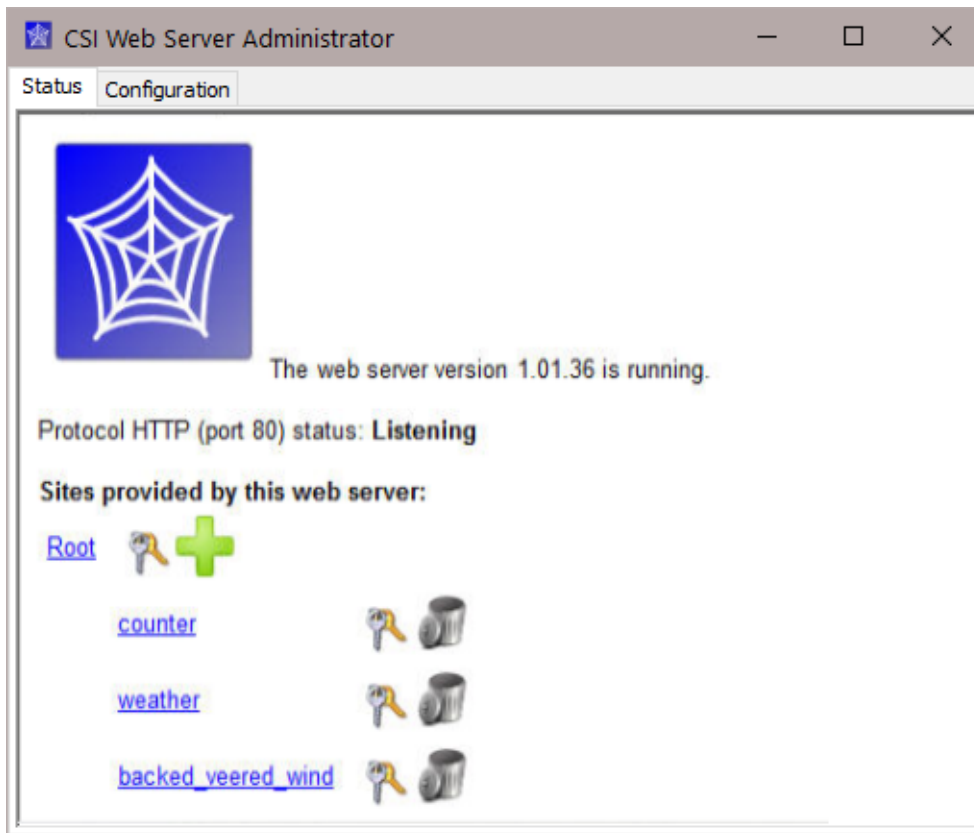 CSI Web Server Administrator
Status Configuration
The web server version 1.01.36 is running.
Protocol HTTP (port 80) status: Listening
Sites provided by this web server:
Root
counter
weather
backed_veered_wind